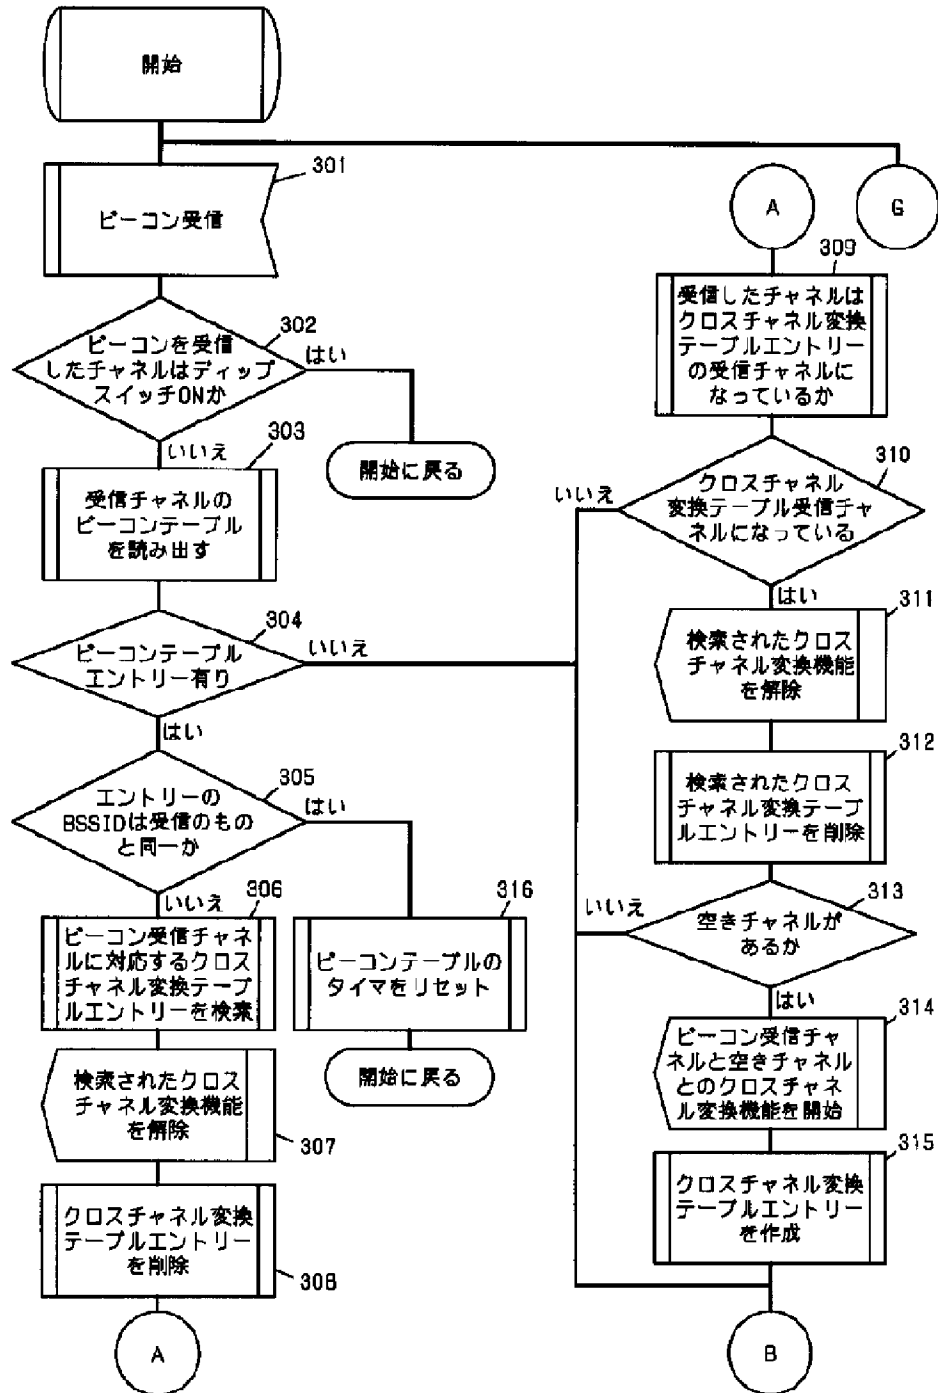 開始
301
ビーコン受信
302
ビーコンを受信
したチャネルはディップ
スイッチONか
はい
開始に戻る
いいえ
303
受信チャネルの
ビーコンテーブル
を読み出す
304
ビーコンテーブル
エントリー有り
いいえ
はい
305
エントリーの
BSSIDは受信のもの
と同一か
はい
いいえ
306
ビーコン受信チャネ
ルに対応するクロス
チャネル変換テーブ
ルエントリーを検索
316
ビーコンテーブルの
タイマをリセット
開始に戻る
検索されたクロス
チャネル変換機能
を解除
307
クロスチャネル変換
テーブルエントリー
を削除
308
A
A
G
309
受信したチャネルは
クロスチャネル変換
テーブルエントリー
の受信チャネルに
なっているか
310
いいえ
クロスチャネル
変換テーブル受信チャ
ネルになっている
はい
311
検索されたクロス
チャネル変換機能
を解除
312
検索されたクロス
チャネル変換テーブ
ルエントリーを削除
313
いいえ
空きチャネルが
あるか
はい
314
ビーコン受信チャ
ネルと空きチャネル
とのクロスチャネ
ル変換機能を開始
315
クロスチャネル変換
テーブルエントリー
を作成
B